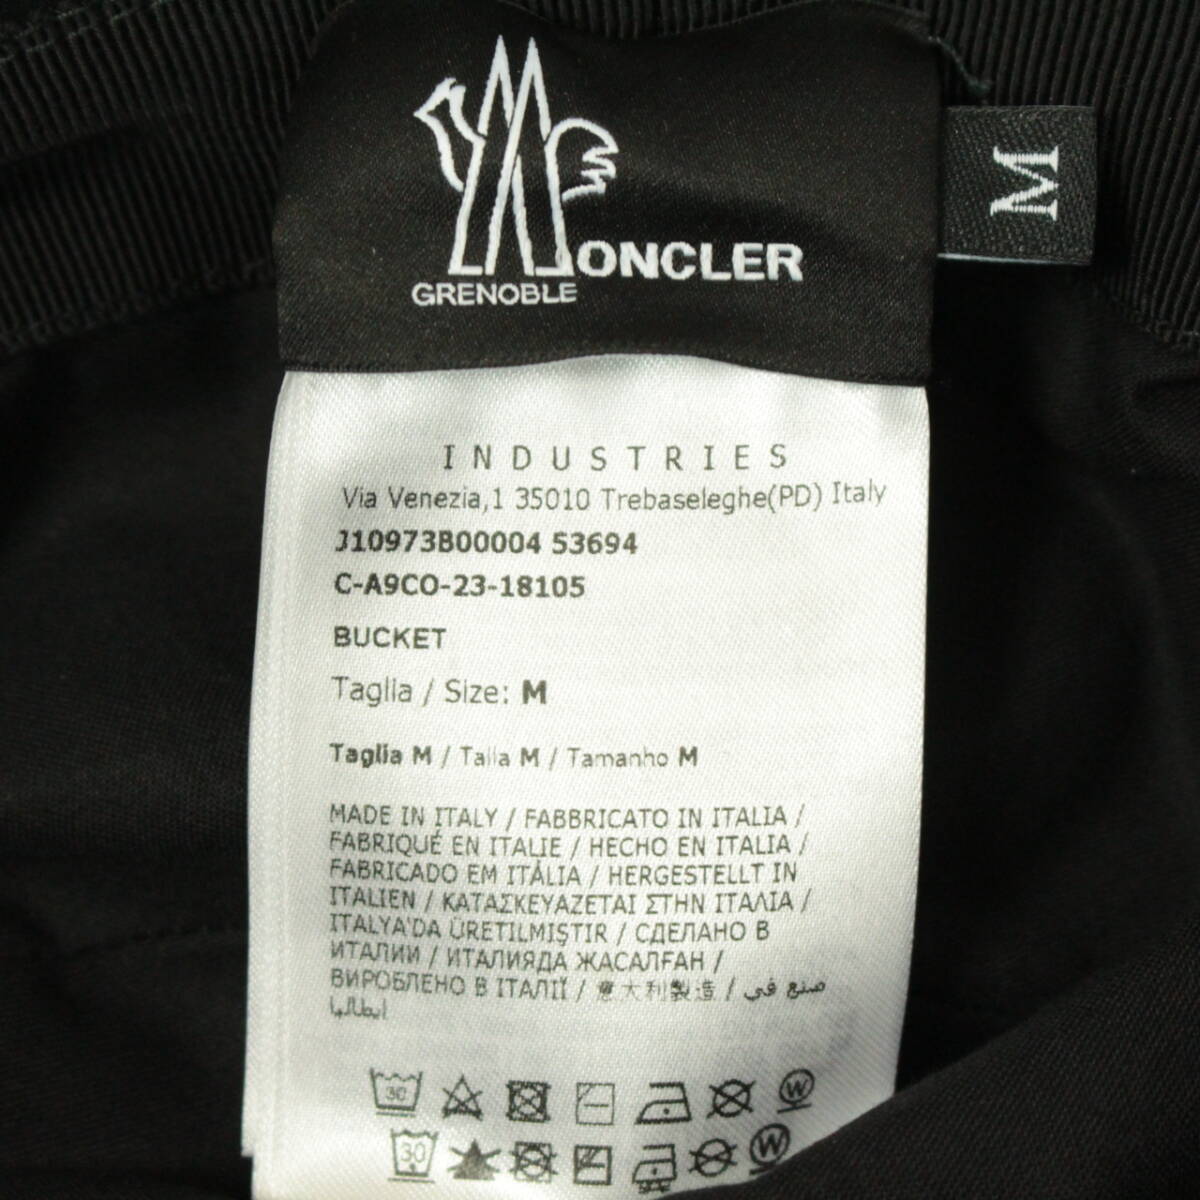 MONCLER
GRENOBLE
M
INDUSTRIES
Via Venezia,1 35010 Trebaseleghe(PD) Italy
J10973B00004 53694
C-A9CO-23-18105
BUCKET
Taglia / Size: M
Taglia M / Talla M / Tamanho M
MADE IN ITALY / FABBRICATO IN ITALIA /
FABRIQUÉ EN ITALIE / HECHO EN ITALIA /
FABRICADO EM ITÁLIA / HERGESTELLT IN
ITALIEN / ΚΑΤΑΣΚΕΥΑΖΕΤΑΙ ΣΤΗΝ ΙΤΑΛΙΑ /
ITALYA'DA ÜRETILMIŞTIR / СДЕЛАНО В
ИТАЛИИ / ИТАЛИЯДА ЖАСАЛҒАН /
ВИРОБЛЕНО В ІТАЛІЇ / 意大利製造 / صنع في
ايطاليا
30 W
30 W